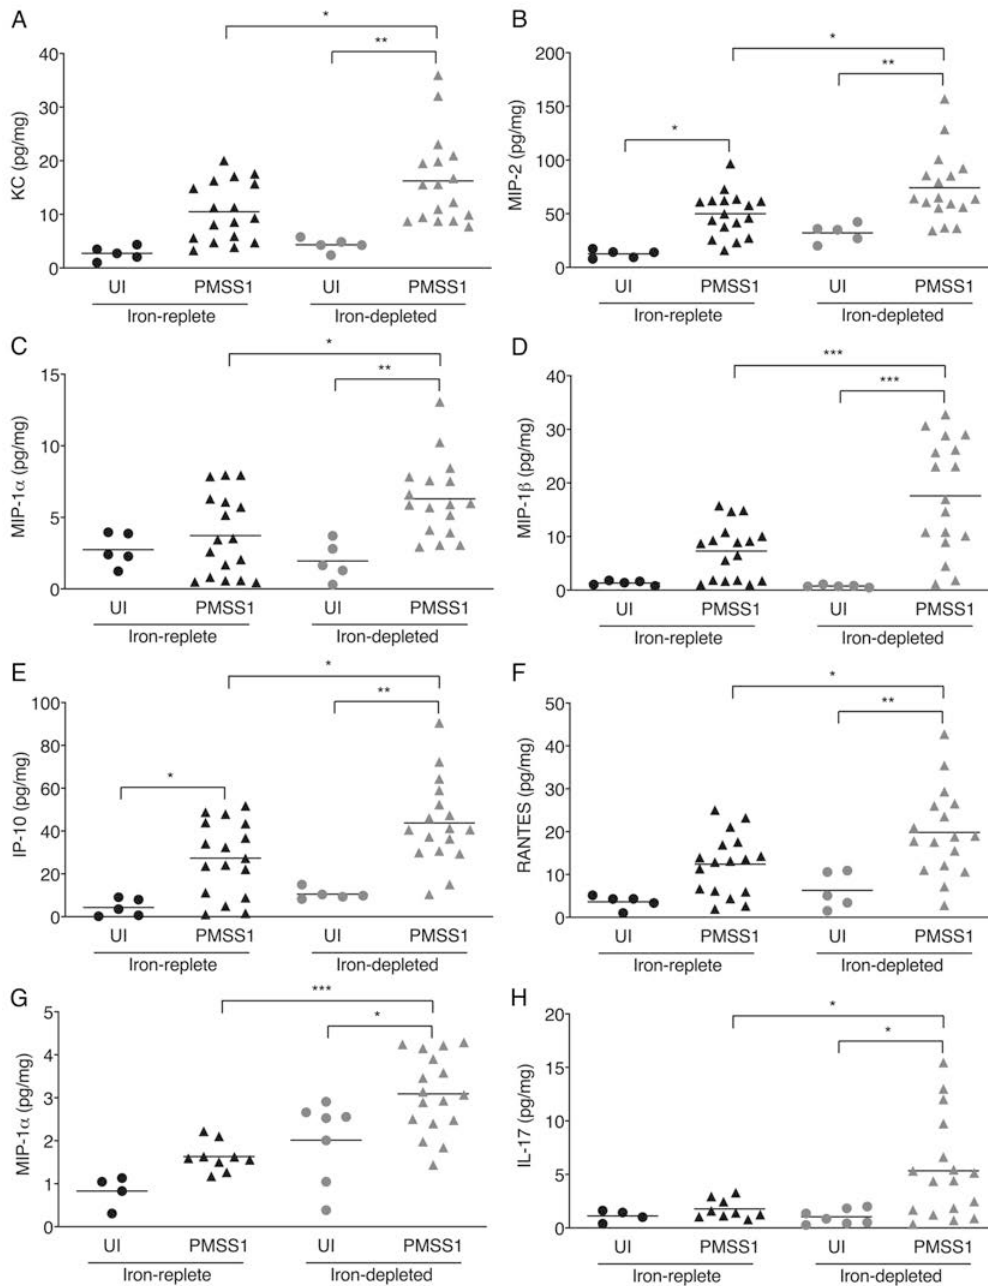 A
*
**
KC (pg/mg)
40
30
20
10
0
UI PMSS1 UI PMSS1
Iron-replete Iron-depleted
B
*
**
*
MIP-2 (pg/mg)
200
150
100
50
0
UI PMSS1 UI PMSS1
Iron-replete Iron-depleted
C
*
**
MIP-1α (pg/mg)
15
10
5
0
UI PMSS1 UI PMSS1
Iron-replete Iron-depleted
D
***
***
MIP-1β (pg/mg)
40
30
20
10
0
UI PMSS1 UI PMSS1
Iron-replete Iron-depleted
E
*
**
*
IP-10 (pg/mg)
100
80
60
40
20
0
UI PMSS1 UI PMSS1
Iron-replete Iron-depleted
F
*
**
RANTES (pg/mg)
50
40
30
20
10
0
UI PMSS1 UI PMSS1
Iron-replete Iron-depleted
G
***
*
MIP-1α (pg/mg)
5
4
3
2
1
0
UI PMSS1 UI PMSS1
Iron-replete Iron-depleted
H
*
*
IL-17 (pg/mg)
20
15
10
5
0
UI PMSS1 UI PMSS1
Iron-replete Iron-depleted